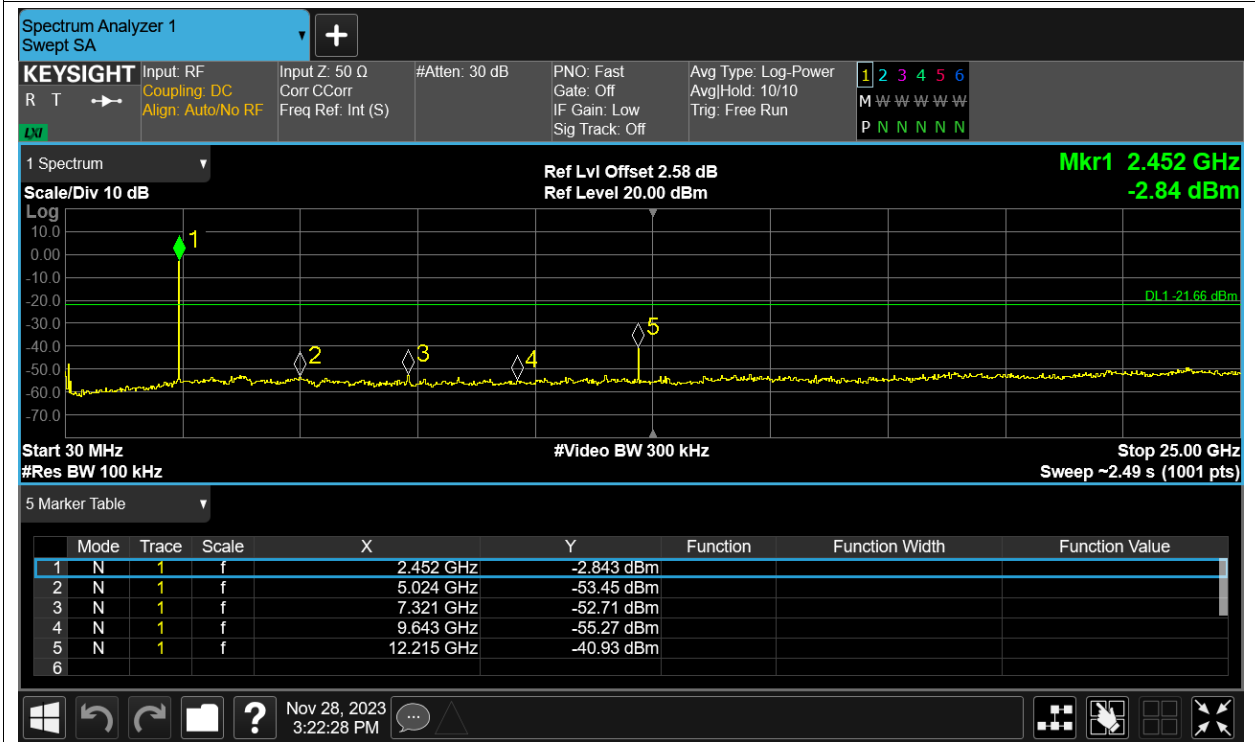 Spectrum Analyzer 1
Swept SA
+
KEYSIGHT
R T
LXI
Input: RF
Coupling: DC
Align: Auto/No RF
Input Z: 50 Ω
Corr CCorr
Freq Ref: Int (S)
#Atten: 30 dB
PNO: Fast
Gate: Off
IF Gain: Low
Sig Track: Off
Avg Type: Log-Power
Avg|Hold: 10/10
Trig: Free Run
1 2 3 4 5 6
M W W W W W
P N N N N N
1 Spectrum
Scale/Div 10 dB
Ref Lvl Offset 2.58 dB
Ref Level 20.00 dBm
Mkr1 2.452 GHz
-2.84 dBm
Log
10.0
0.00
-10.0
-20.0
-30.0
-40.0
-50.0
-60.0
-70.0
1
2
3
4
5
DL1 -21.66 dBm
Start 30 MHz
#Video BW 300 kHz
Stop 25.00 GHz
#Res BW 100 kHz
Sweep ~2.49 s (1001 pts)
5 Marker Table
Mode Trace Scale X Y Function Function Width Function Value
1 N 1 f 2.452 GHz -2.843 dBm
2 N 1 f 5.024 GHz -53.45 dBm
3 N 1 f 7.321 GHz -52.71 dBm
4 N 1 f 9.643 GHz -55.27 dBm
5 N 1 f 12.215 GHz -40.93 dBm
6
?
Nov 28, 2023
3:22:28 PM